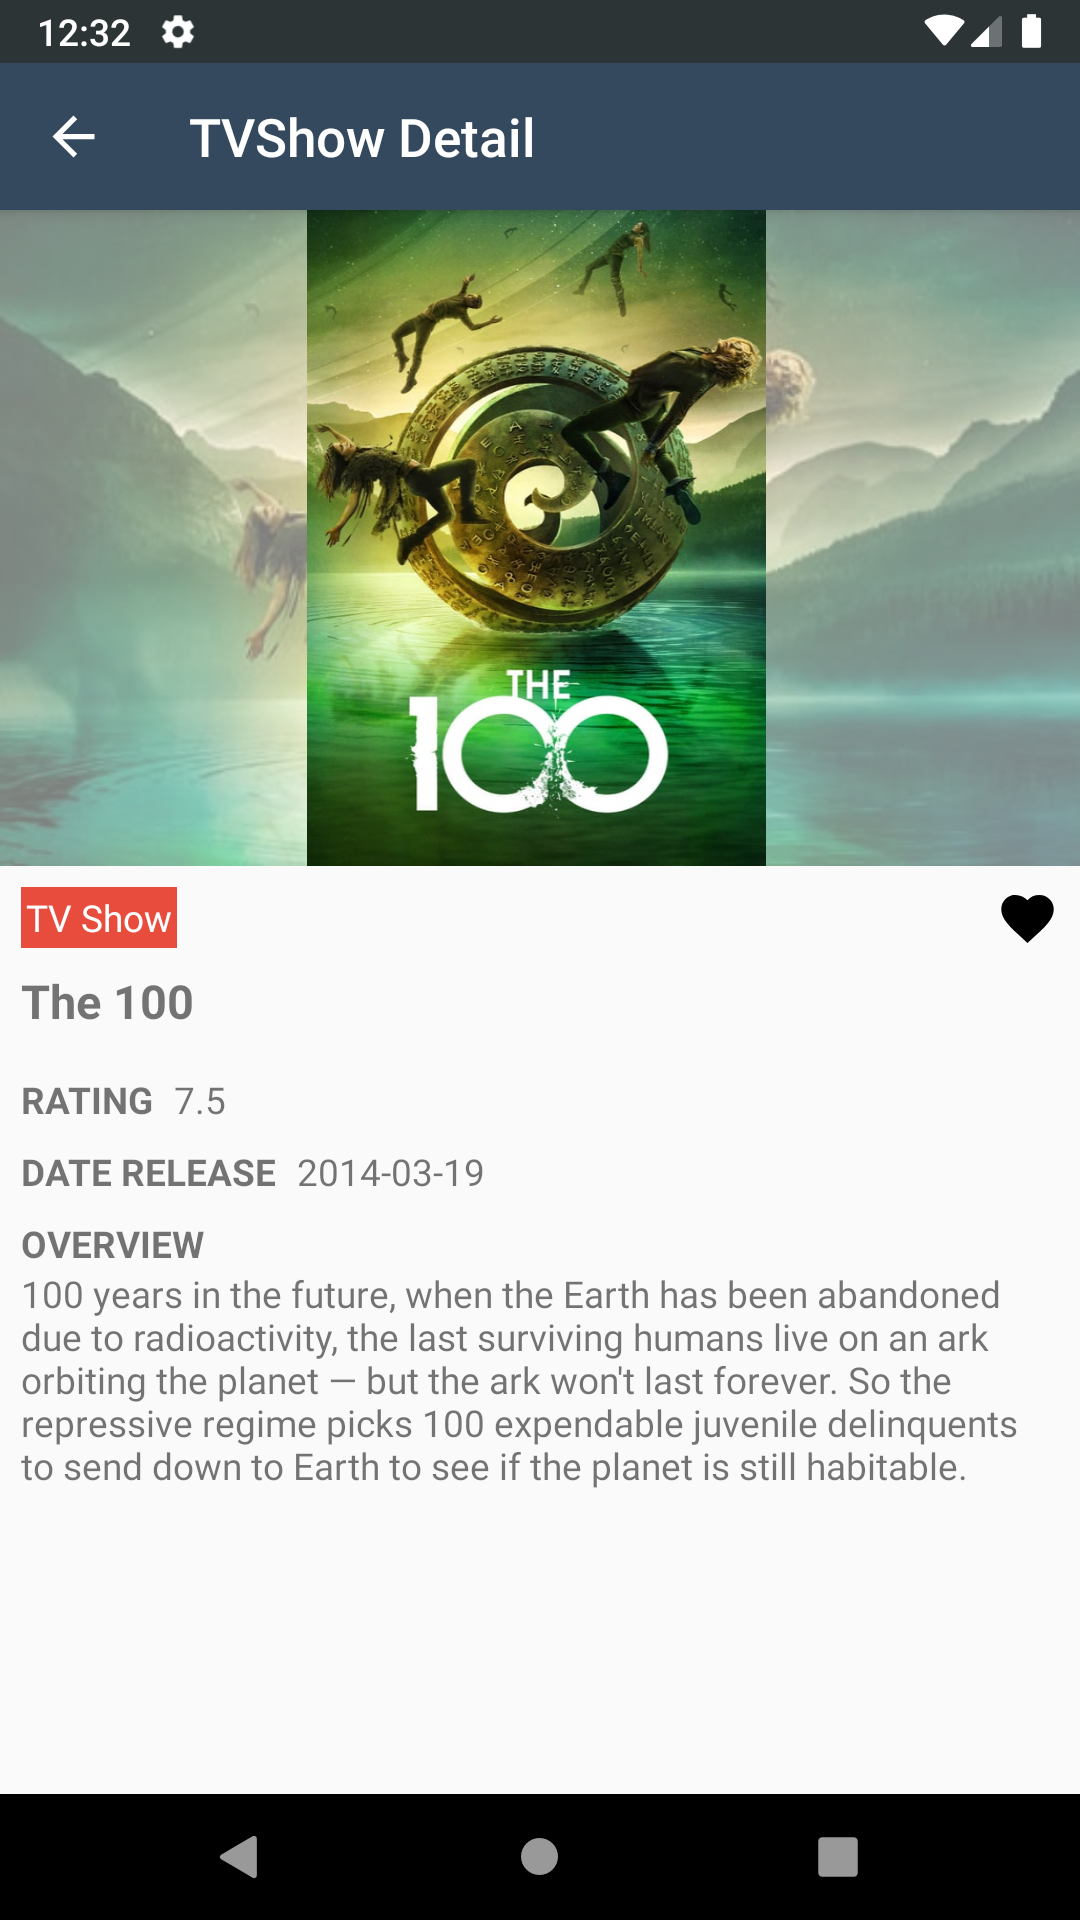 12:32
TVShow Detail
THE
100
TV Show
The 100
RATING 7.5
DATE RELEASE 2014-03-19
OVERVIEW
100 years in the future, when the Earth has been abandoned
due to radioactivity, the last surviving humans live on an ark
orbiting the planet — but the ark won't last forever. So the
repressive regime picks 100 expendable juvenile delinquents
to send down to Earth to see if the planet is still habitable.